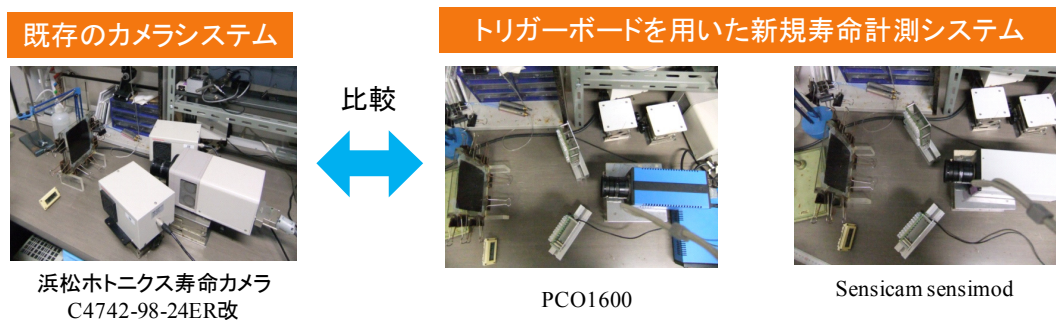 既存のカメラシステム
トリガーボードを用いた新規寿命計測システム
比較
浜松ホトニクス寿命カメラ
C4742-98-24ER改
PCO1600
Sensicam sensimod